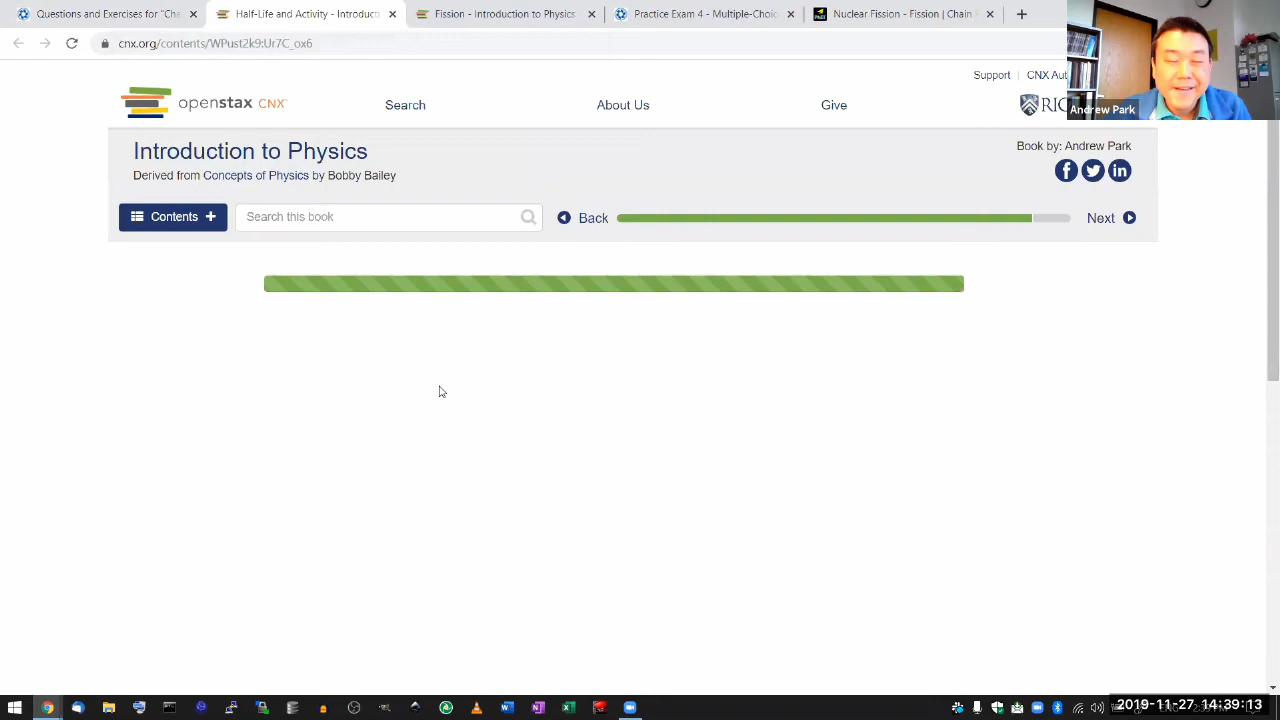 Questions and Exercises for "Cha
Half-Life and Activity - Introducti
Fission - Introduction to Physics
Practice Exam 4 - Multiple-Choic
Nuclear Fission - Fission | Chain R
cnx.org/contents/WPust2k9:Ur7C_ox6
Support | CNX Aut
openstax CNX
Search
About Us
Give
RIC
Andrew Park
Introduction to Physics
Book by: Andrew Park
Derived from Concepts of Physics by Bobby Bailey
Contents +
Search this book
Back
Next
2019-11-27 14:39:13